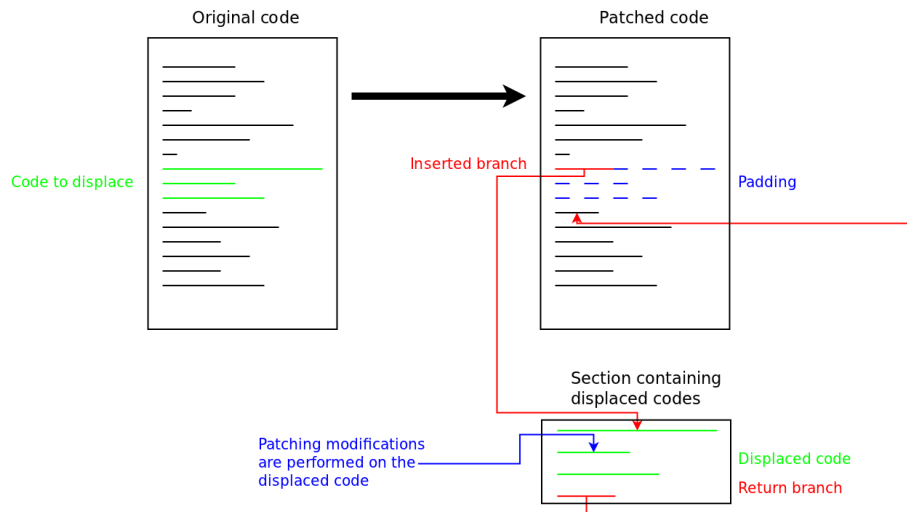 Original code
Patched code
Inserted branch
Code to displace
Padding
Section containing
displaced codes
Patching modifications
are performed on the
displaced code
Displaced code
Return branch